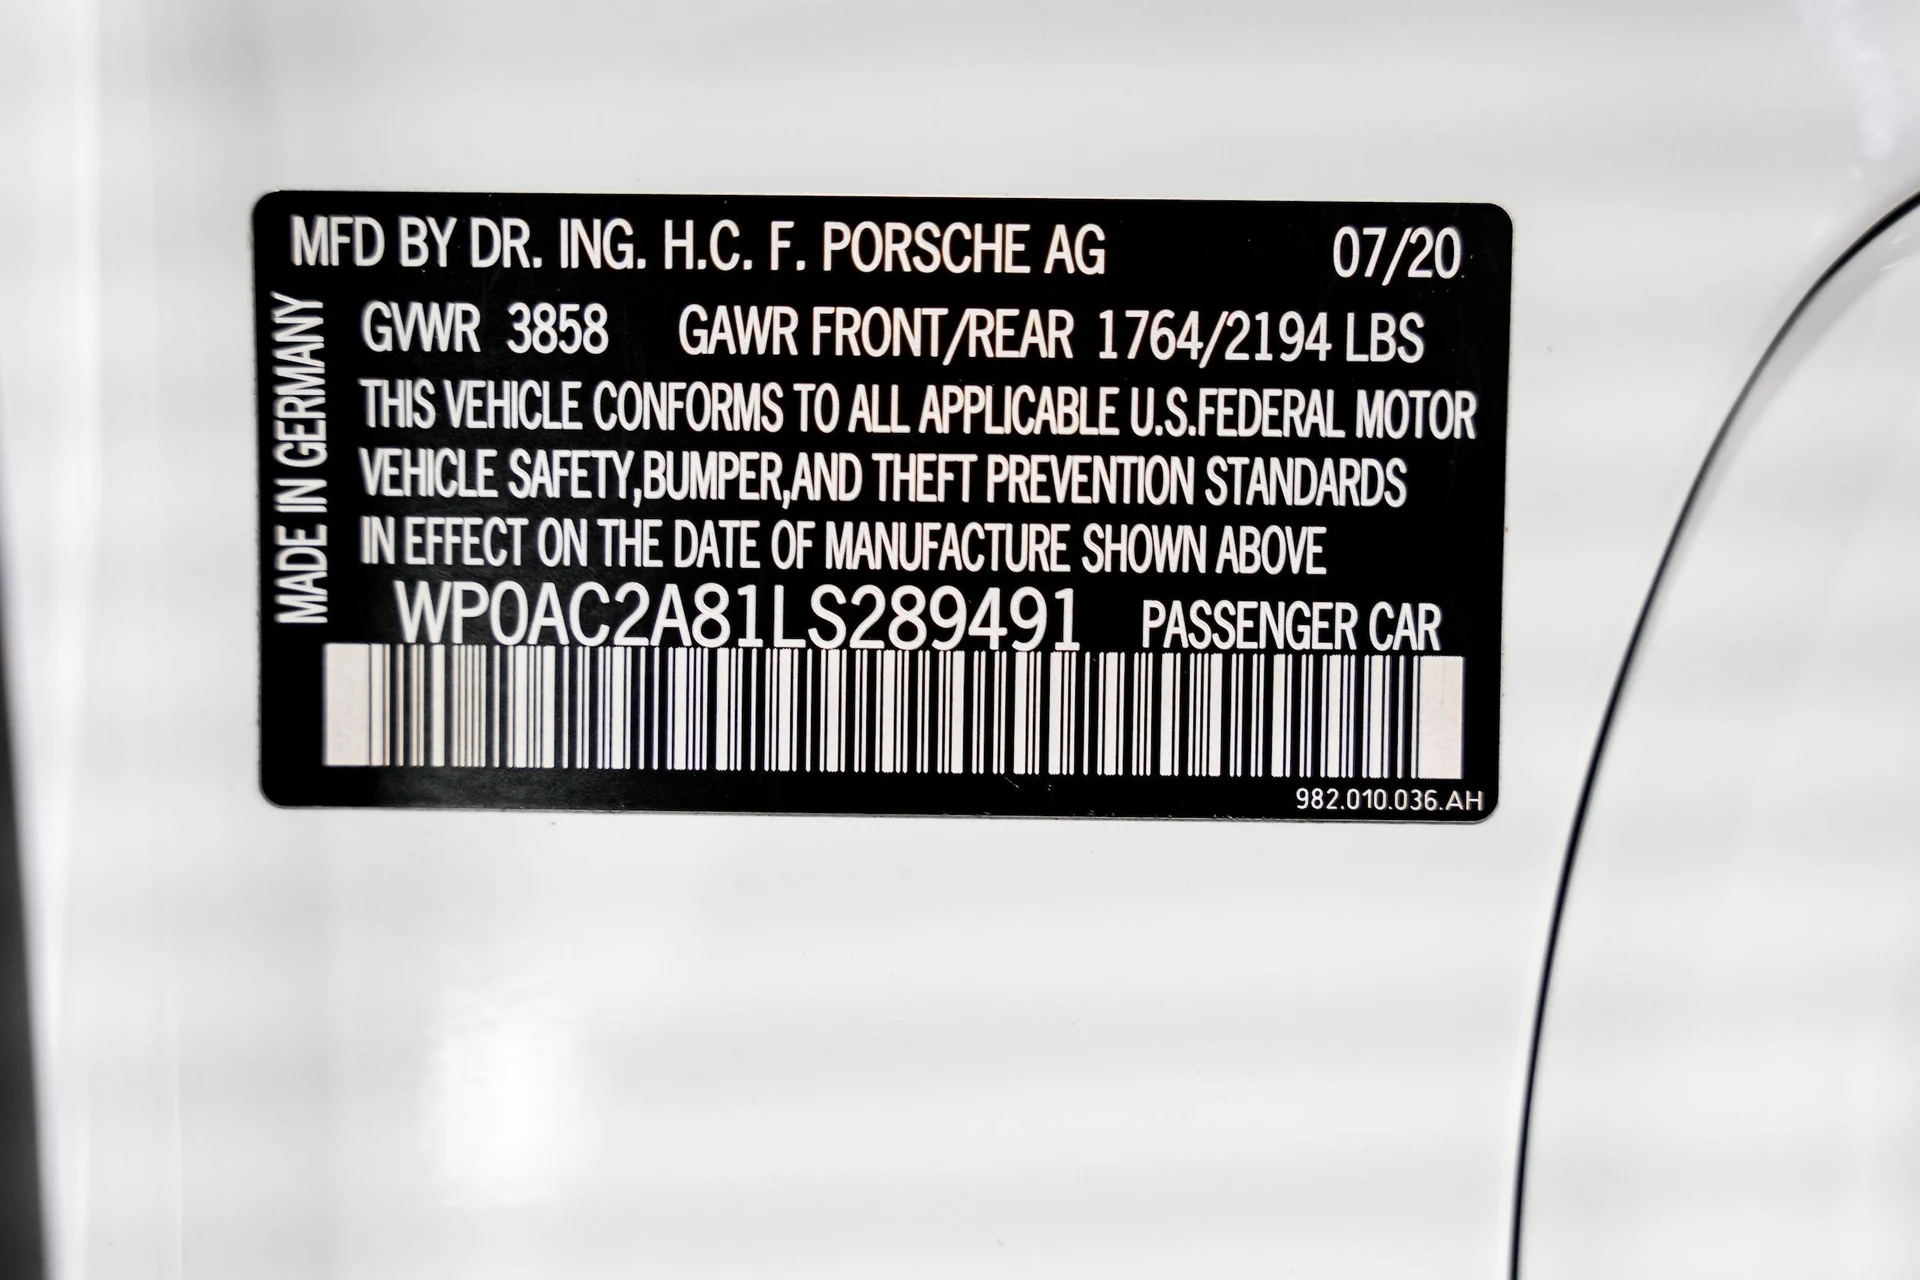 MFD BY DR. ING. H.C. F. PORSCHE AG 07/20
MADE IN GERMANY
GVWR 3858 GAWR FRONT/REAR 1764/2194 LBS
THIS VEHICLE CONFORMS TO ALL APPLICABLE U.S.FEDERAL MOTOR
VEHICLE SAFETY,BUMPER,AND THEFT PREVENTION STANDARDS
IN EFFECT ON THE DATE OF MANUFACTURE SHOWN ABOVE
WP0AC2A81LS289491 PASSENGER CAR
982.010.036.AH